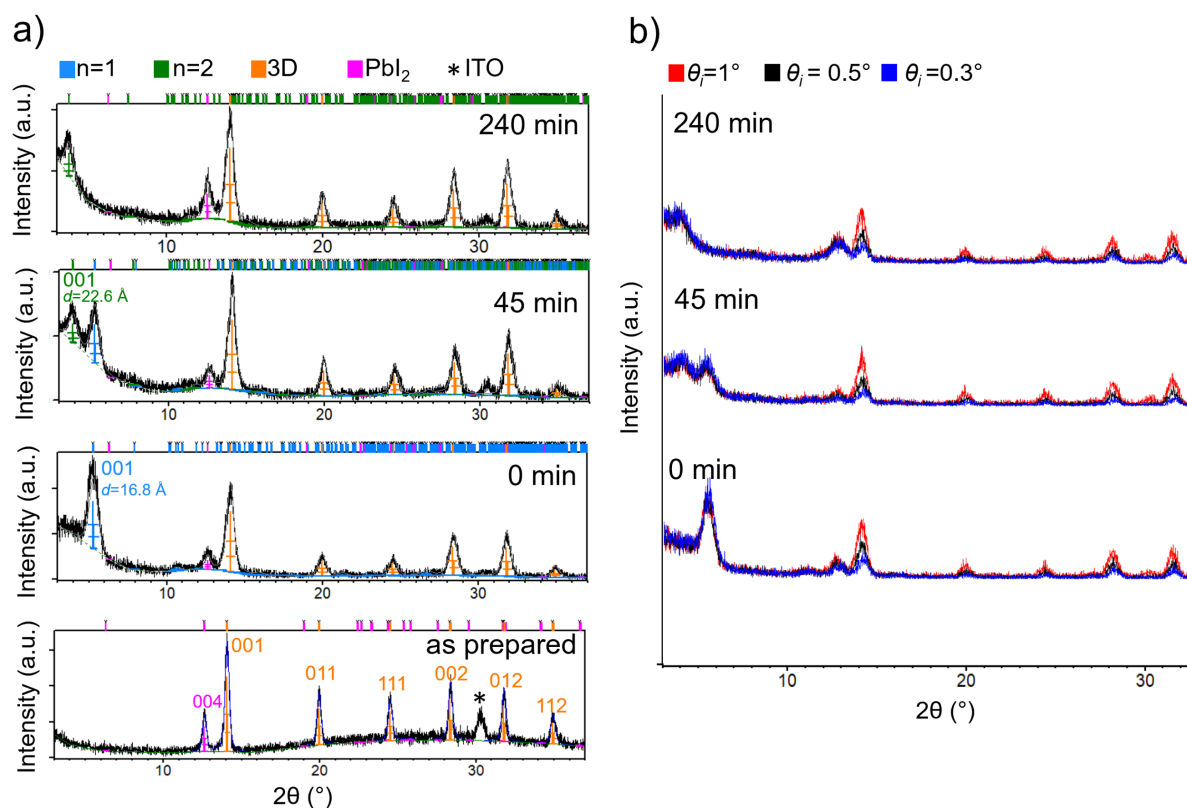 a)
n=1 n=2 3D PbI₂ * ITO
Intensity (a.u.)
240 min
10 20 30
Intensity (a.u.)
001
d=22.6 Å
45 min
10 20 30
Intensity (a.u.)
001
d=16.8 Å
0 min
10 20 30
Intensity (a.u.)
as prepared
004 001 011 111 002 * 012 112
10 20 30
2θ (°)
b)
θᵢ=1° θᵢ = 0.5° θᵢ=0.3°
Intensity (a.u.)
240 min
45 min
0 min
10 20 30
2θ (°)